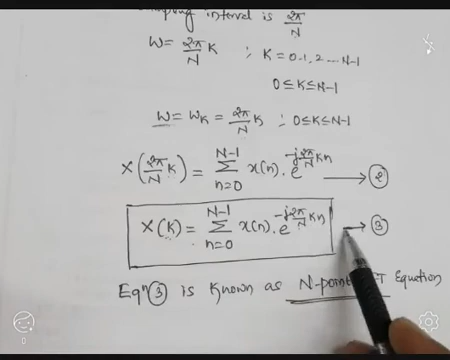 interval is 2π/N
W = 2π/N K ; K = 0,1,2 ... N-1
0 ≤ K ≤ N-1
W = W_K = 2π/N K ; 0 ≤ K ≤ N-1
X(2π/N K) = Σ_{n=0}^{N-1} x(n) . e^{-j2π/N Kn} → ②
X(K) = Σ_{n=0}^{N-1} x(n) . e^{-j2π/N Kn} → ③
Eqn ③ is Known as N-point T Equation